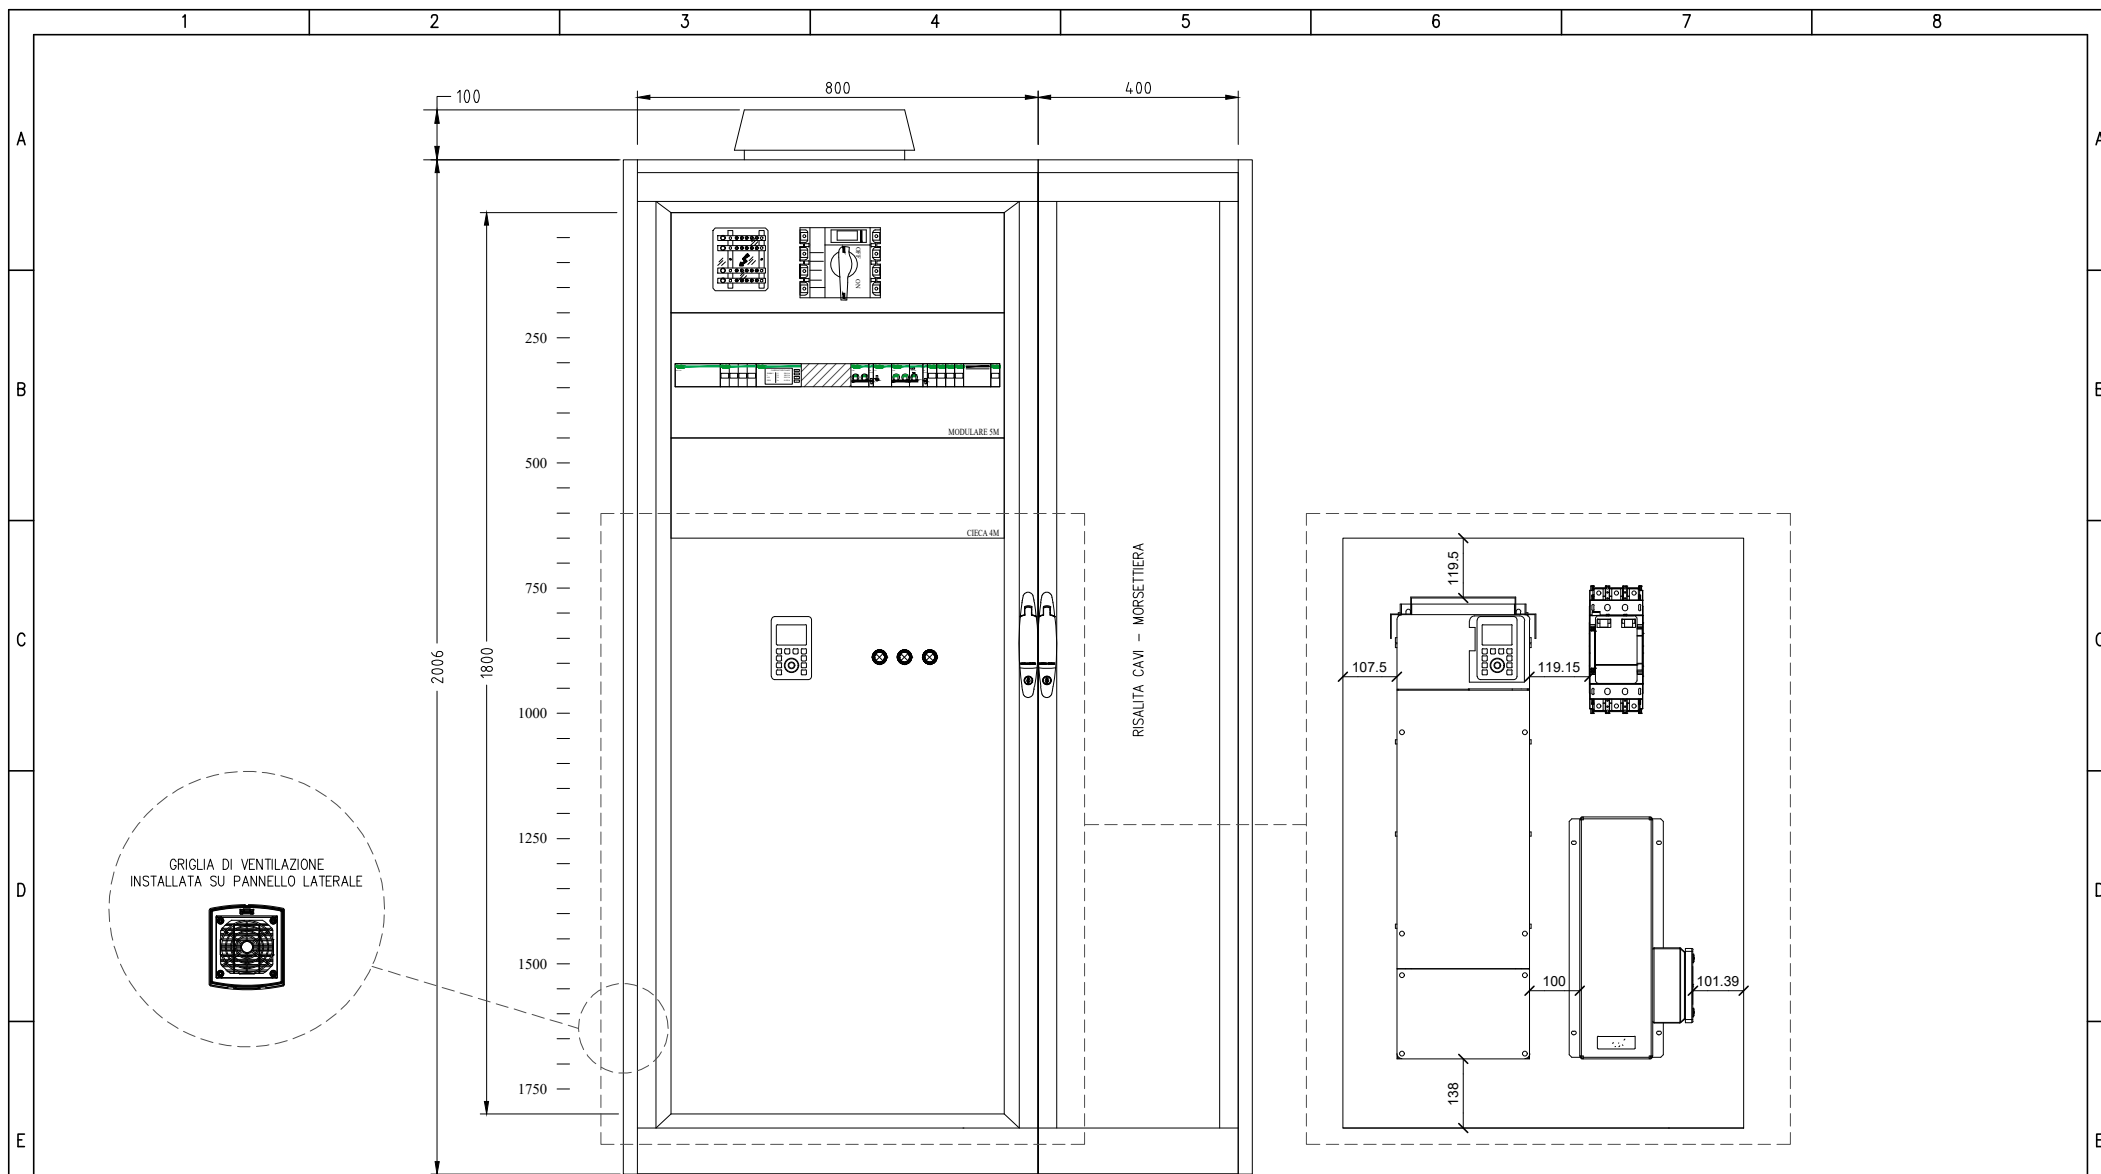 1 2 3 4 5 6 7 8
100 800 400
A A
OFF
ON
250
B B
MODULARE 5M
500
CIECA 4M
C C
2006
1800
750
1000
RISALITA CAVI - MORSETTIERA
119.5
107.5 119.15
1250
GRIGLIA DI VENTILAZIONE
INSTALLATA SU PANNELLO LATERALE
D D
1500
100 101.39
1750
138
E E